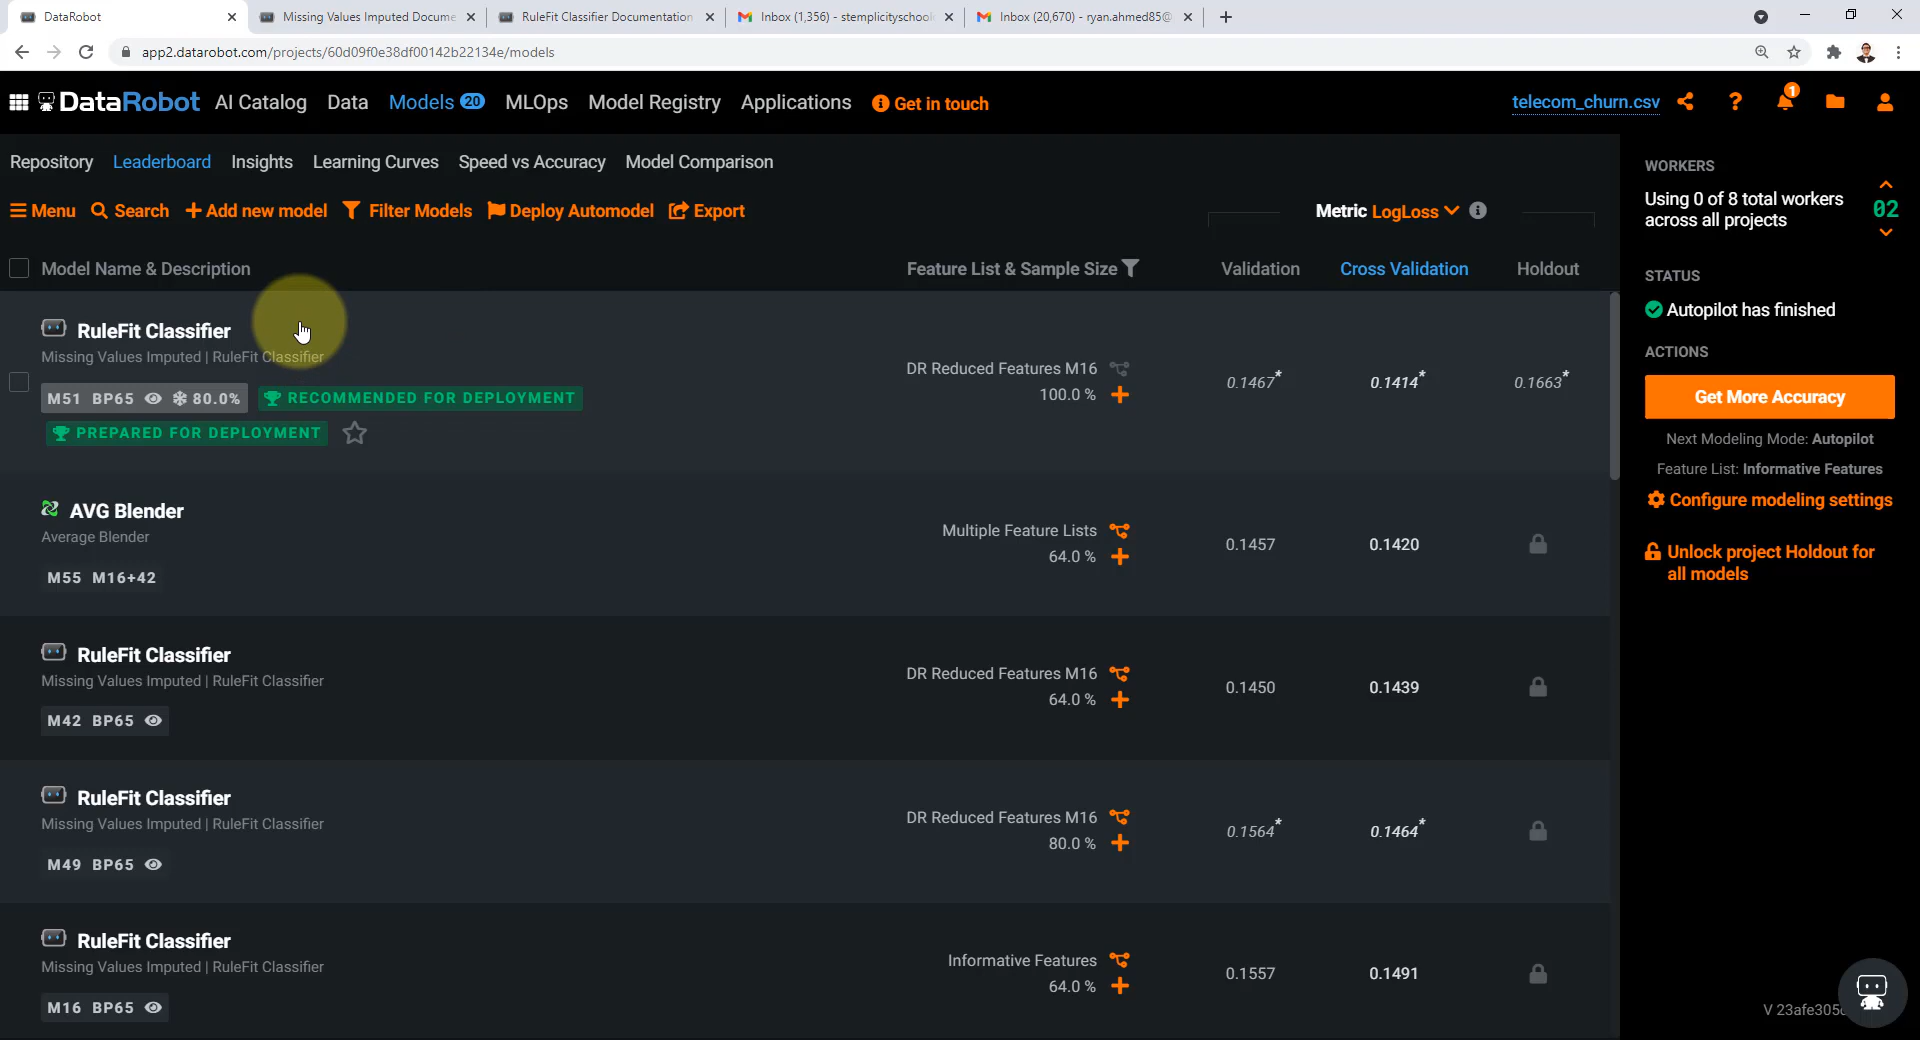 DataRobot
Missing Values Imputed Docume
RuleFit Classifier Documentation
Inbox (1,356) - stemplicityschool
Inbox (20,670) - ryan.ahmed85@
app2.datarobot.com/projects/60d09f0e38df00142b22134e/models
DataRobot AI Catalog Data Models 20 MLOps Model Registry Applications Get in touch telecom_churn.csv ? 1
Repository Leaderboard Insights Learning Curves Speed vs Accuracy Model Comparison
Menu Search + Add new model Filter Models Deploy Automodel Export Metric LogLoss
Model Name & Description Feature List & Sample Size Validation Cross Validation Holdout
RuleFit Classifier
Missing Values Imputed | RuleFit Classifier
M51 BP65 80.0% RECOMMENDED FOR DEPLOYMENT
PREPARED FOR DEPLOYMENT
DR Reduced Features M16
100.0 % +
0.1467* 0.1414* 0.1663*
AVG Blender
Average Blender
M55 M16+42
Multiple Feature Lists
64.0 % +
0.1457 0.1420
RuleFit Classifier
Missing Values Imputed | RuleFit Classifier
M42 BP65
DR Reduced Features M16
64.0 % +
0.1450 0.1439
RuleFit Classifier
Missing Values Imputed | RuleFit Classifier
M49 BP65
DR Reduced Features M16
80.0 % +
0.1564* 0.1464*
RuleFit Classifier
Missing Values Imputed | RuleFit Classifier
M16 BP65
Informative Features
64.0 % +
0.1557 0.1491
WORKERS
Using 0 of 8 total workers
across all projects
02
STATUS
Autopilot has finished
ACTIONS
Get More Accuracy
Next Modeling Mode: Autopilot
Feature List: Informative Features
Configure modeling settings
Unlock project Holdout for
all models